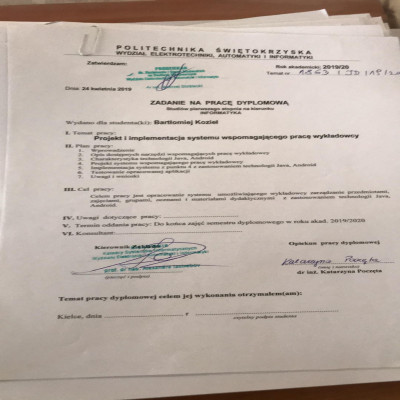 POLITECHNIKA ŚWIĘTOKRZYSKA
WYDZIAŁ ELEKTROTECHNIKI, AUTOMATYKI I INFORMATYKI
Zatwierdzam:
Rok akademicki, 2019/20
Temat nr
Dnia: 24 kwietnia 2019
ZADANIE NA PRACĘ DYPLOMOWĄ
Studiów pierwszego stopnia na kierunku
INFORMATYKA
Wydano dla studenta(ki): Bartłomiej Kozieł
I. Temat pracy:
Projekt i implementacja systemu wspomagającego pracę wykładowcy
II. Plan pracy:
1. Wprowadzenie
2. Opis dostępnych narzędzi wspomagających pracę wykładowcy
3. Charakterystyka technologii Java, Android
4. Projekt systemu wspomagającego pracę wykładowcy
5. Implementacja systemu z punktu 4 z zastosowaniem technologii Java, Android
6. Testowanie opracowanej aplikacji
7. Uwagi i wnioski
III. Cel pracy:
Celem pracy jest opracowanie systemu umożliwiającego wykładowcy zarządzanie przedmiotami,
zajęciami, grupami, ocenami i materiałami dydaktycznymi z zastosowaniem technologii Java,
Android.
IV. Uwagi dotyczące pracy:
V. Termin oddania pracy: Do końca zajęć semestru dyplomowego w roku akad. 2019/2020
VI. Konsultant
Kierownik Zakładu
Opiekun pracy dyplomowej
Katarzyna Poczęta
dr inż. Katarzyna Poczęta
Temat pracy dyplomowej celem jej wykonania otrzymałem(am):
Kielce, dnia
czytelny podpis studenta